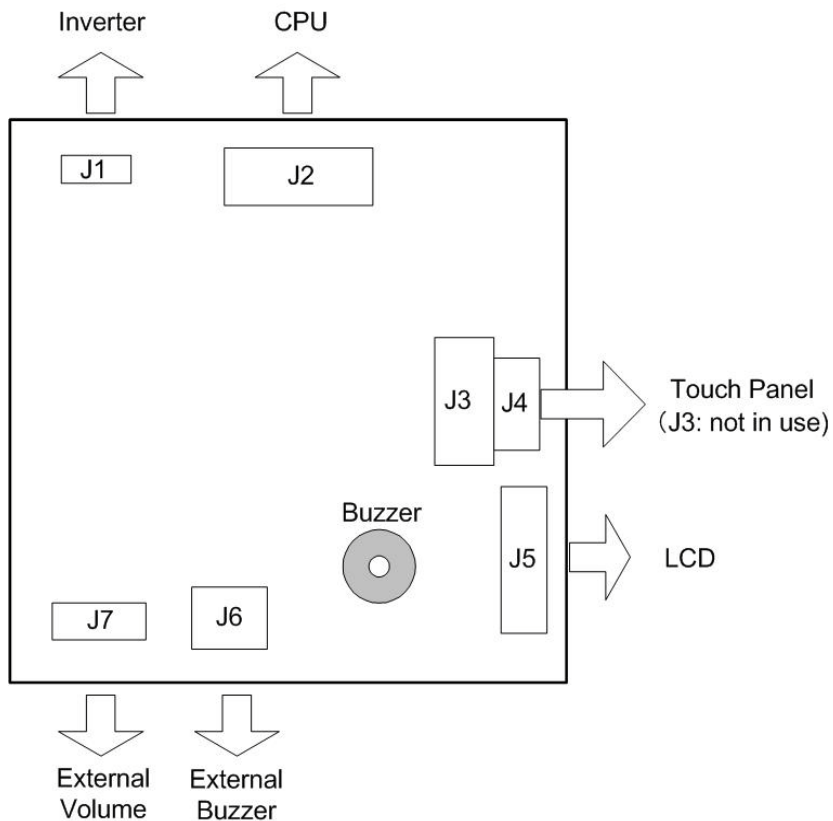 Inverter
CPU
J1
J2
J3
J4
Touch Panel
(J3: not in use)
Buzzer
J5
LCD
J7
J6
External
Volume
External
Buzzer